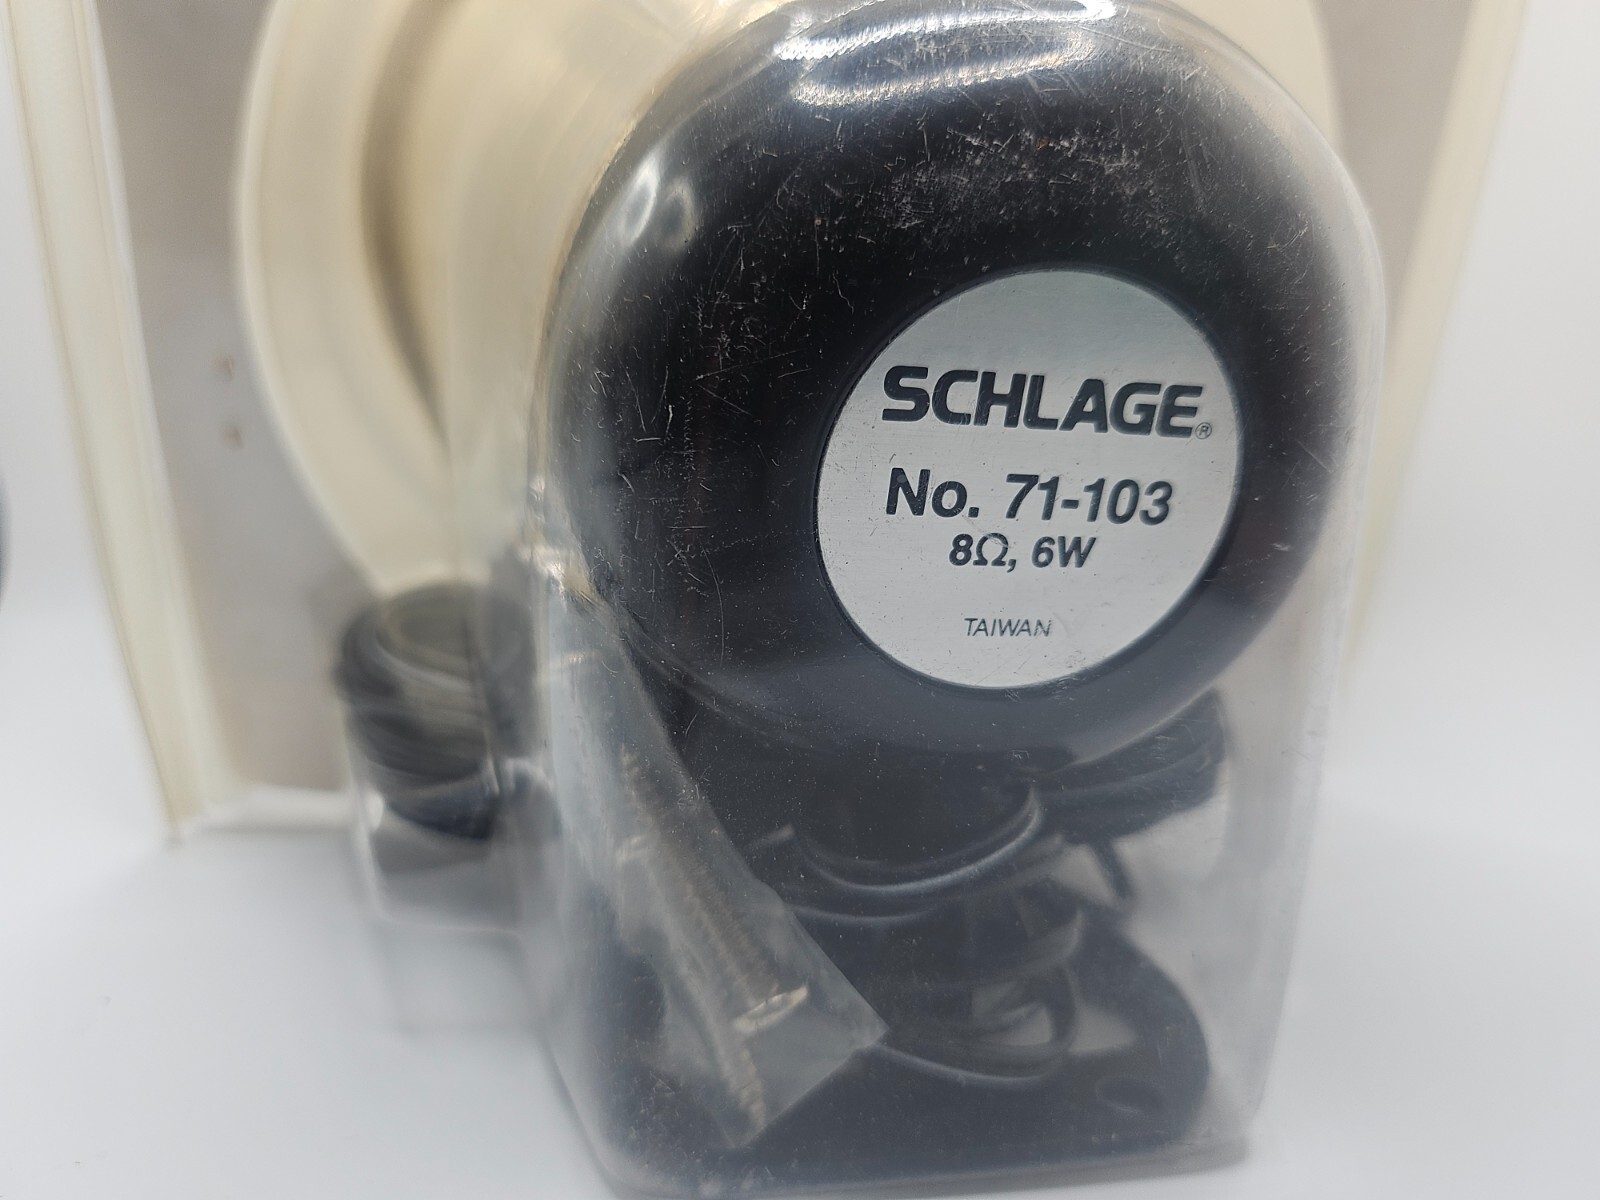 SCHLAGE®
No. 71-103
8Ω, 6W
TAIWAN